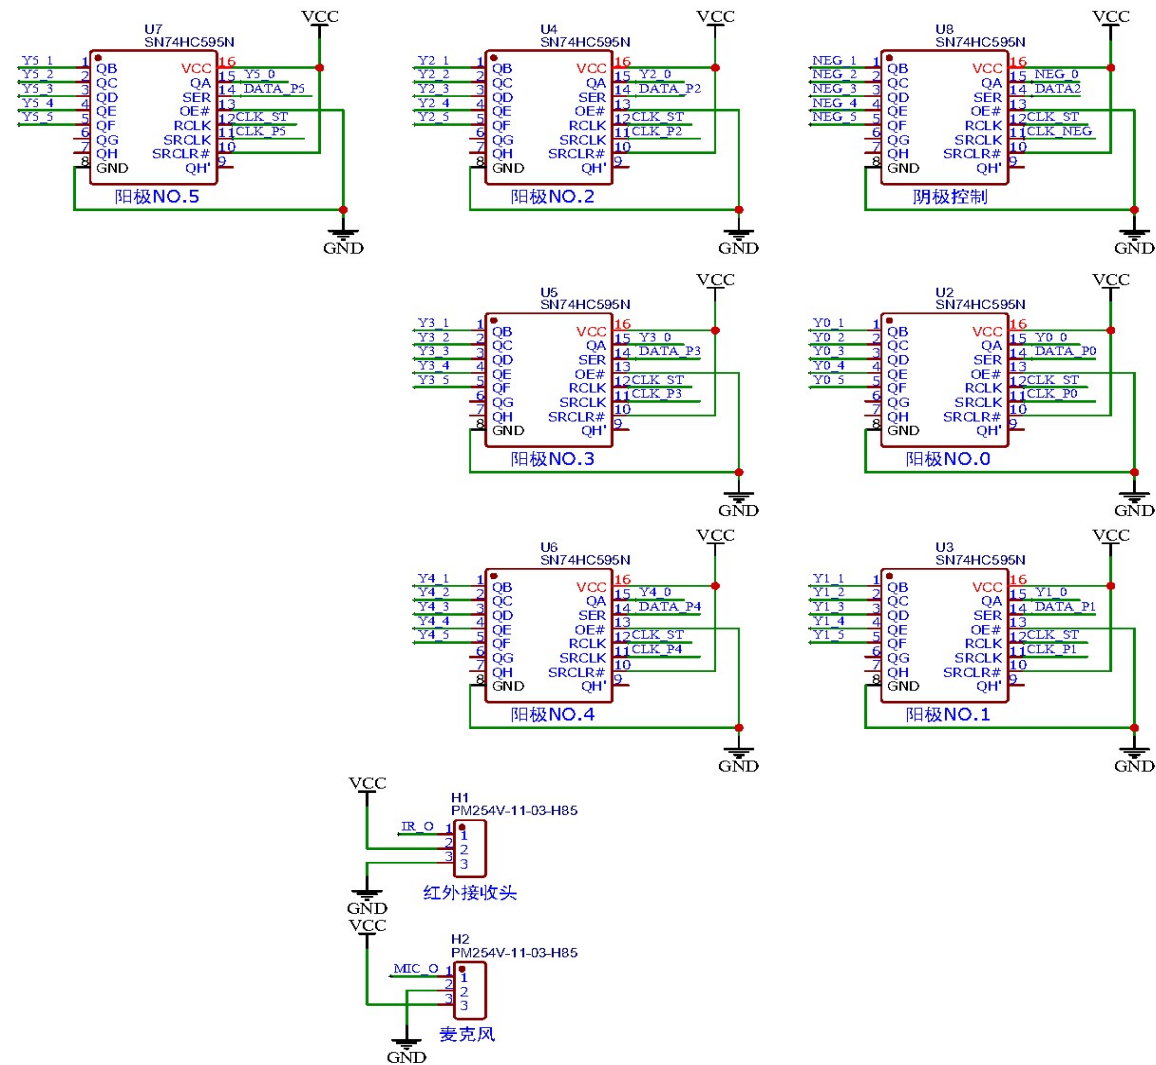 VCC
U7
SN74HC595N
Y5_1
Y5_2
Y5_3
Y5_4
Y5_5
1 QB
2 QC
3 QD
4 QE
5 QF
6 QG
7 QH
8 GND
VCC 16
QA 15 Y5_0
SER 14 DATA_P5
OE# 13
RCLK 12 CLK_ST
SRCLK 11 CLK_P5
SRCLR# 10
QH' 9
阳极NO.5
GND
VCC
U4
SN74HC595N
Y2_1
Y2_2
Y2_3
Y2_4
Y2_5
1 QB
2 QC
3 QD
4 QE
5 QF
6 QG
7 QH
8 GND
VCC 16
QA 15 Y2_0
SER 14 DATA_P2
OE# 13
RCLK 12 CLK_ST
SRCLK 11 CLK_P2
SRCLR# 10
QH' 9
阳极NO.2
GND
VCC
U8
SN74HC595N
NEG_1
NEG_2
NEG_3
NEG_4
NEG_5
1 QB
2 QC
3 QD
4 QE
5 QF
6 QG
7 QH
8 GND
VCC 16
QA 15 NEG_0
SER 14 DATA2
OE# 13
RCLK 12 CLK_ST
SRCLK 11 CLK_NEG
SRCLR# 10
QH' 9
阴极控制
GND
VCC
U5
SN74HC595N
Y3_1
Y3_2
Y3_3
Y3_4
Y3_5
1 QB
2 QC
3 QD
4 QE
5 QF
6 QG
7 QH
8 GND
VCC 16
QA 15 Y3_0
SER 14 DATA_P3
OE# 13
RCLK 12 CLK_ST
SRCLK 11 CLK_P3
SRCLR# 10
QH' 9
阳极NO.3
GND
VCC
U2
SN74HC595N
Y0_1
Y0_2
Y0_3
Y0_4
Y0_5
1 QB
2 QC
3 QD
4 QE
5 QF
6 QG
7 QH
8 GND
VCC 16
QA 15 Y0_0
SER 14 DATA_P0
OE# 13
RCLK 12 CLK_ST
SRCLK 11 CLK_P0
SRCLR# 10
QH' 9
阳极NO.0
GND
VCC
U6
SN74HC595N
Y4_1
Y4_2
Y4_3
Y4_4
Y4_5
1 QB
2 QC
3 QD
4 QE
5 QF
6 QG
7 QH
8 GND
VCC 16
QA 15 Y4_0
SER 14 DATA_P4
OE# 13
RCLK 12 CLK_ST
SRCLK 11 CLK_P4
SRCLR# 10
QH' 9
阳极NO.4
GND
VCC
U3
SN74HC595N
Y1_1
Y1_2
Y1_3
Y1_4
Y1_5
1 QB
2 QC
3 QD
4 QE
5 QF
6 QG
7 QH
8 GND
VCC 16
QA 15 Y1_0
SER 14 DATA_P1
OE# 13
RCLK 12 CLK_ST
SRCLK 11 CLK_P1
SRCLR# 10
QH' 9
阳极NO.1
GND
VCC
H1
PM254V-11-03-H85
IR_O 1 1
2 2
3 3
红外接收头
GND
VCC
H2
PM254V-11-03-H85
MIC_O 1 1
2 2
3 3
麦克风
GND